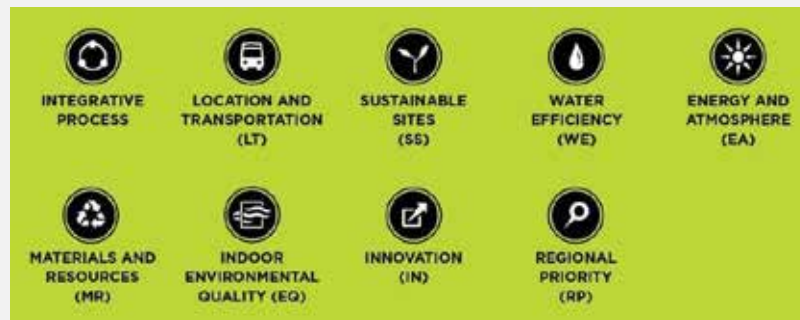 INTEGRATIVE
PROCESS
LOCATION AND
TRANSPORTATION
(LT)
SUSTAINABLE
SITES
(SS)
WATER
EFFICIENCY
(WE)
ENERGY AND
ATMOSPHERE
(EA)
MATERIALS AND
RESOURCES
(MR)
INDOOR
ENVIRONMENTAL
QUALITY (EQ)
INNOVATION
(IN)
REGIONAL
PRIORITY
(RP)